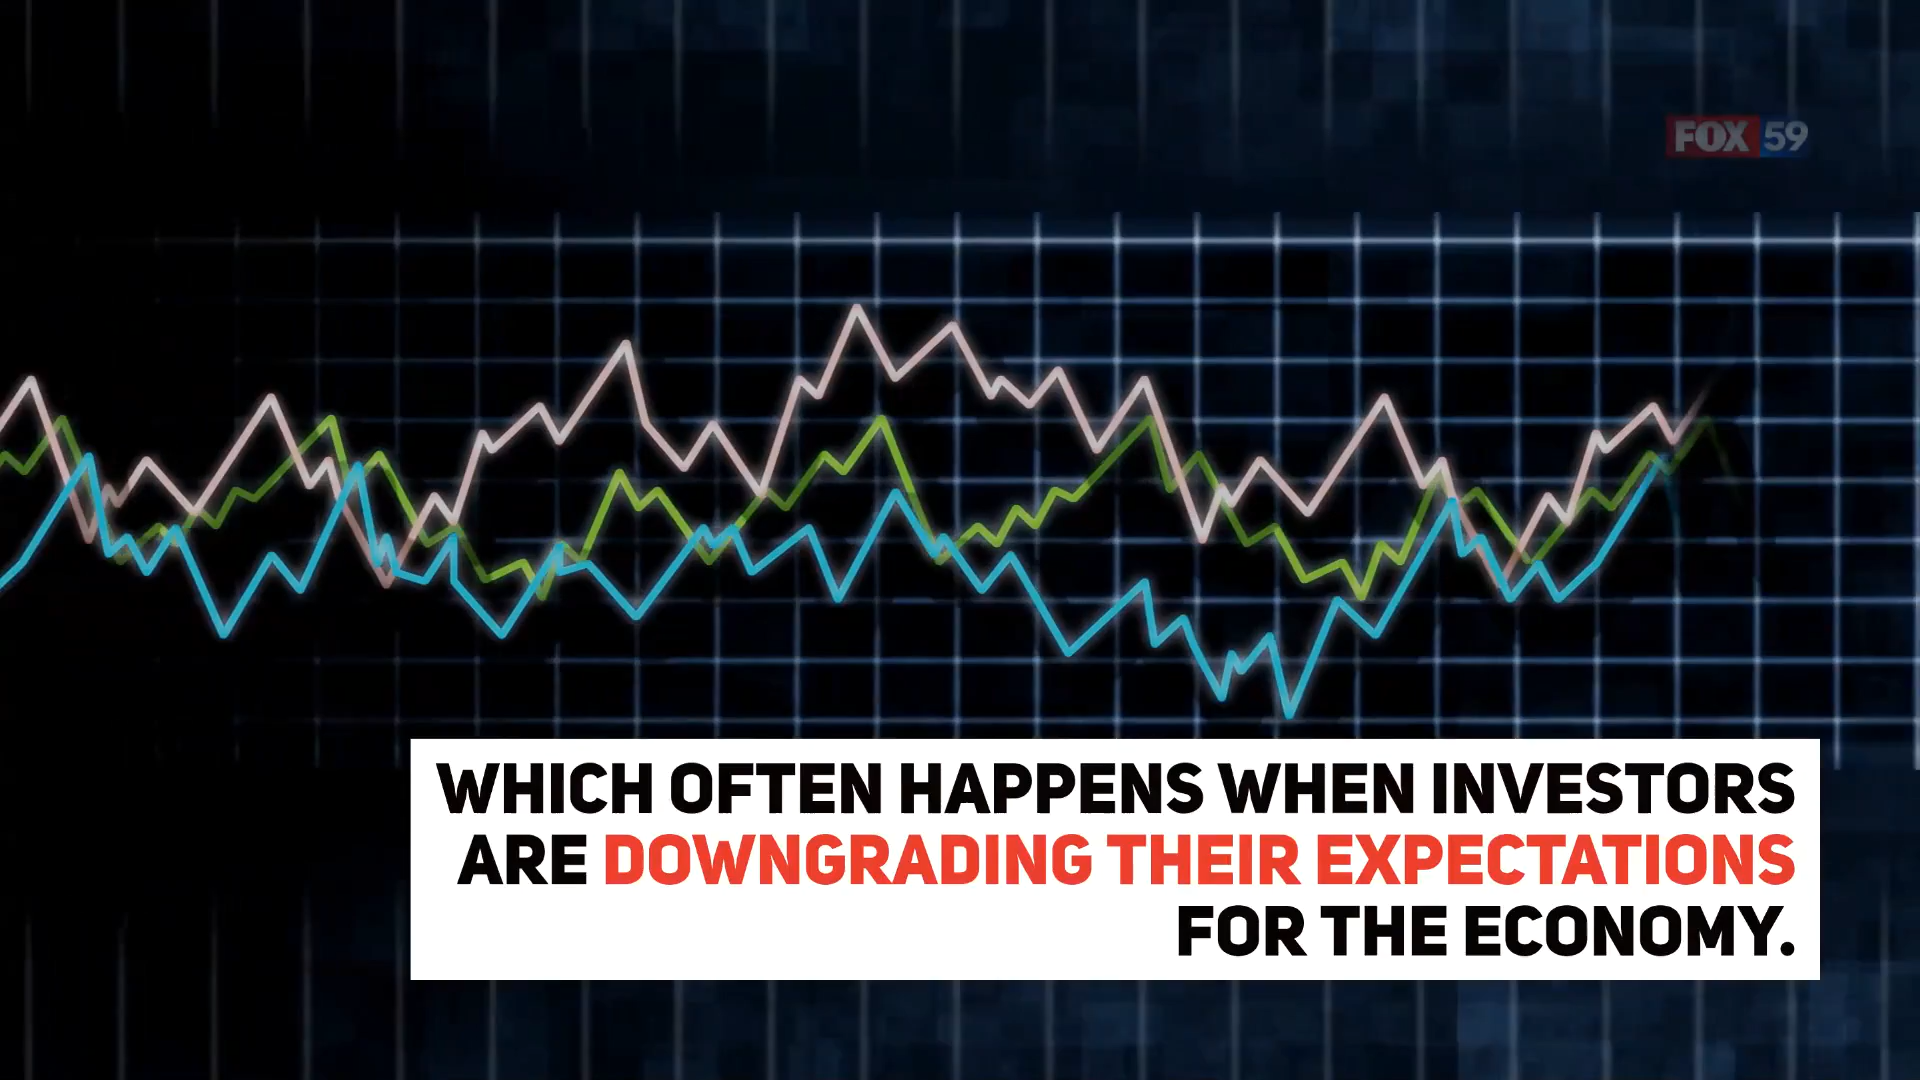 FOX 59
WHICH OFTEN HAPPENS WHEN INVESTORS
ARE DOWNGRADING THEIR EXPECTATIONS
FOR THE ECONOMY.